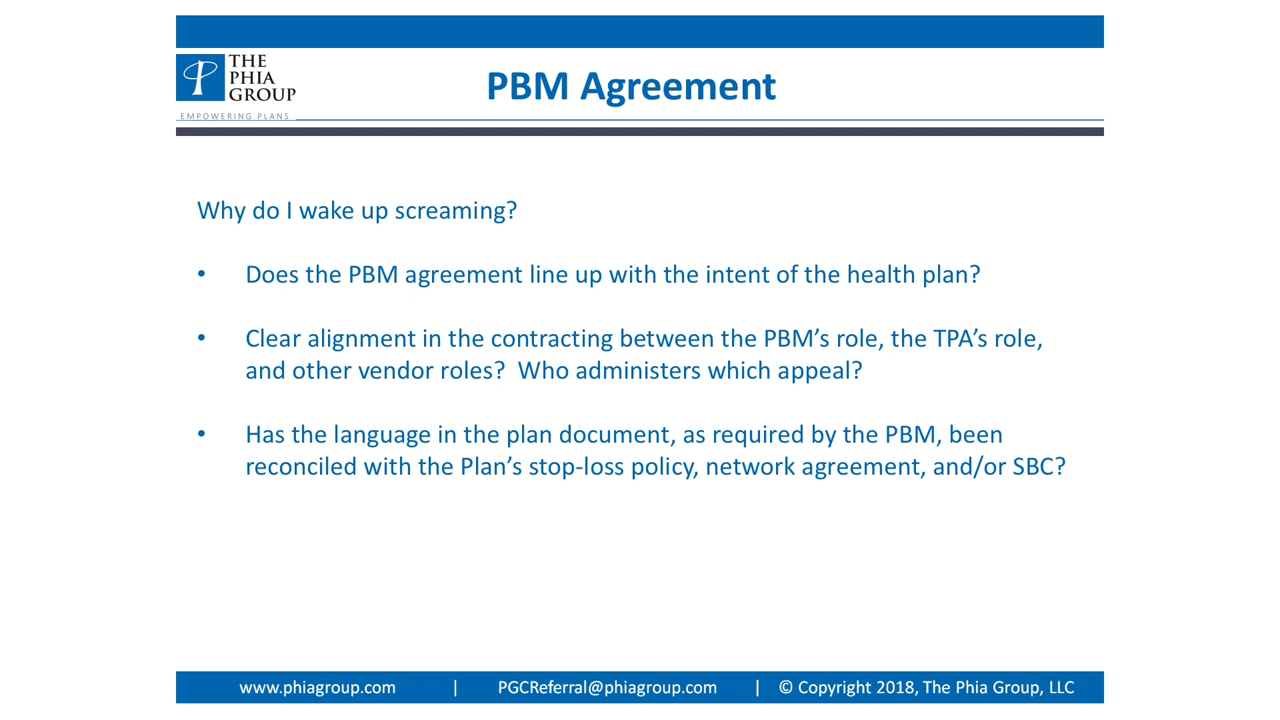 THE
PHIA
GROUP
EMPOWERING PLANS
PBM Agreement
Why do I wake up screaming?
• Does the PBM agreement line up with the intent of the health plan?
• Clear alignment in the contracting between the PBM’s role, the TPA’s role,
and other vendor roles?  Who administers which appeal?
• Has the language in the plan document, as required by the PBM, been
reconciled with the Plan’s stop-loss policy, network agreement, and/or SBC?
www.phiagroup.com | PGCReferral@phiagroup.com | © Copyright 2018, The Phia Group, LLC